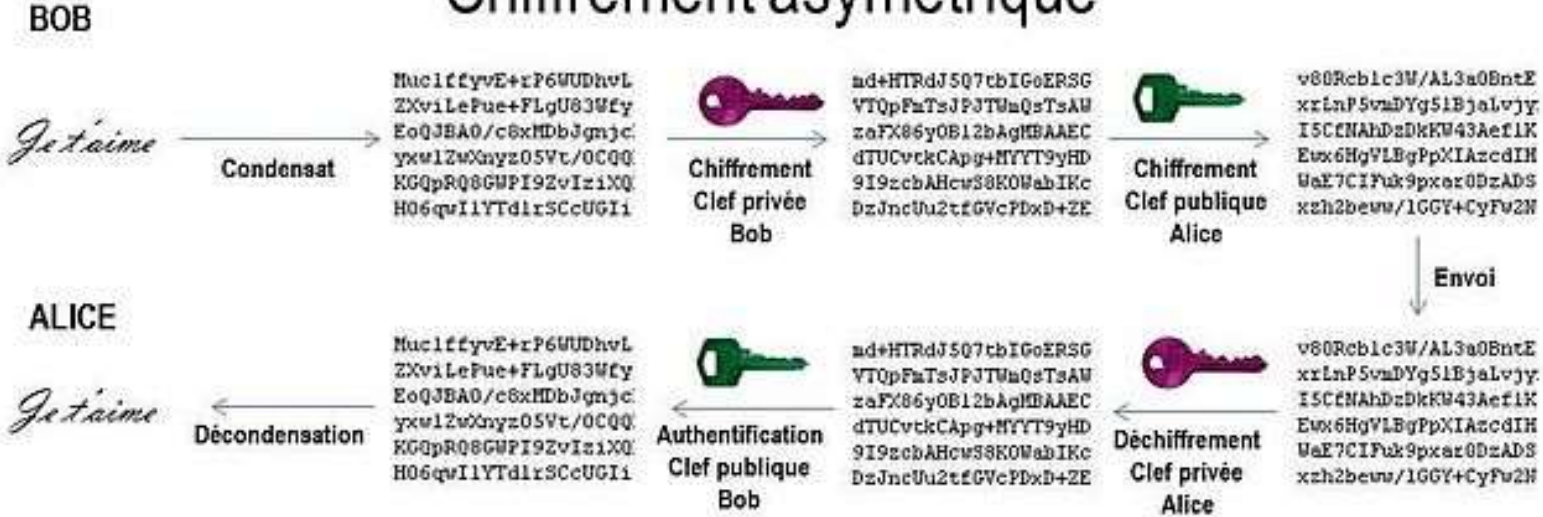 Chiffrement asymétrique
BOB
Je t'aime
Condensat
Muc1ffyvE+rP6WUDhvL
ZXviLePue+FLgU83Wfy
EoQJBA0/c8xMDbJgnjc
yxw1ZwXnyz05Vt/0CQQ
KGQpRQ8GWPI9ZvIziXQ
H06qwI1YTd1rSCcUGIi
Chiffrement
Clef privée
Bob
md+HTRdJ5Q7tbIGoERSG
VTQpFmTsJPJTWmQsTsAW
zaFX86yOB12bAgMBAAEC
dTUCvtkCApg+MYYT9yHD
9I9zcbAHcwS8KOWabIKc
DzJncUu2tfGVcPDxD+ZE
Chiffrement
Clef publique
Alice
v80Rcb1c3W/AL3a0BntE
xrLnP5vmDYg51BjaLvjy
I5CfNAhDzDkKW43Aef1K
Ewx6HgVLBgPpXIAzcdIH
WaE7CIFuk9pxar0DzADS
xzh2beww/1GGY+CyFw2N
Envoi
ALICE
Je t'aime
Décondensation
Muc1ffyvE+rP6WUDhvL
ZXviLePue+FLgU83Wfy
EoQJBA0/c8xMDbJgnjc
yxw1ZwXnyz05Vt/0CQQ
KGQpRQ8GWPI9ZvIziXQ
H06qwI1YTd1rSCcUGIi
Authentification
Clef publique
Bob
md+HTRdJ5Q7tbIGoERSG
VTQpFmTsJPJTWmQsTsAW
zaFX86yOB12bAgMBAAEC
dTUCvtkCApg+MYYT9yHD
9I9zcbAHcwS8KOWabIKc
DzJncUu2tfGVcPDxD+ZE
Déchiffrement
Clef privée
Alice
v80Rcb1c3W/AL3a0BntE
xrLnP5vmDYg51BjaLvjy
I5CfNAhDzDkKW43Aef1K
Ewx6HgVLBgPpXIAzcdIH
WaE7CIFuk9pxar0DzADS
xzh2beww/1GGY+CyFw2N